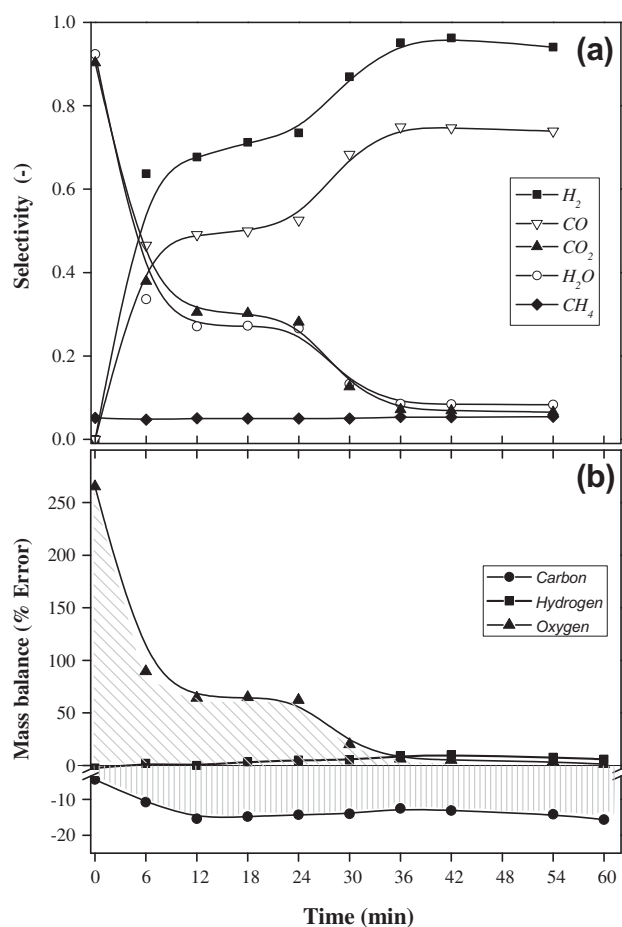 1.0
0.8
0.6
0.4
0.2
0.0
Selectivity (-)
(a)
H2
CO
CO2
H2O
CH4
250
200
150
100
50
0
-10
-20
Mass balance (% Error)
(b)
Carbon
Hydrogen
Oxygen
0 6 12 18 24 30 36 42 48 54 60
Time (min)